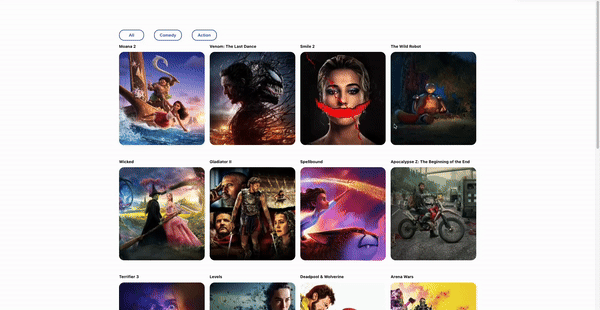 All
Comedy
Action
Moana 2
Venom: The Last Dance
Smile 2
The Wild Robot
Wicked
Gladiator II
Spellbound
Apocalypse Z: The Beginning of the End
Terrifier 3
Levels
Deadpool & Wolverine
Arena Wars